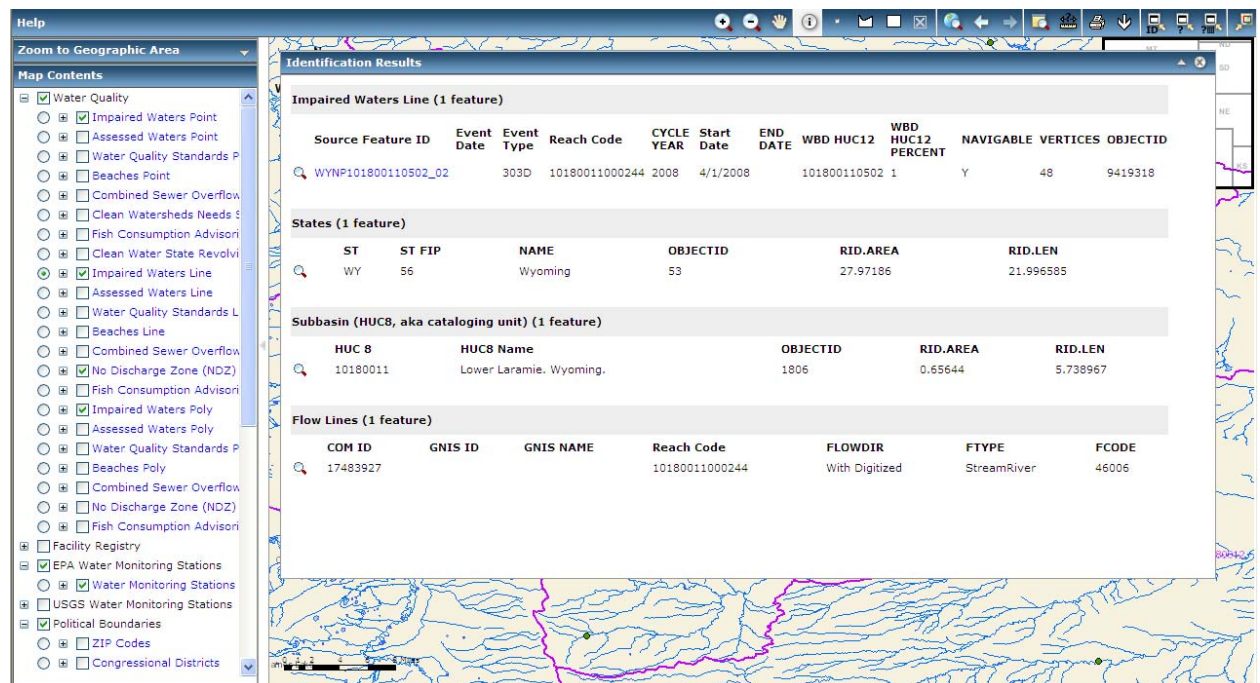 Help
ID
?
?
Zoom to Geographic Area
Map Contents
Water Quality
Impaired Waters Point
Assessed Waters Point
Water Quality Standards P
Beaches Point
Combined Sewer Overflow
Clean Watersheds Needs S
Fish Consumption Advisori
Clean Water State Revolvi
Impaired Waters Line
Assessed Waters Line
Water Quality Standards L
Beaches Line
Combined Sewer Overflow
No Discharge Zone (NDZ)
Fish Consumption Advisori
Impaired Waters Poly
Assessed Waters Poly
Water Quality Standards P
Beaches Poly
Combined Sewer Overflow
No Discharge Zone (NDZ)
Fish Consumption Advisori
Facility Registry
EPA Water Monitoring Stations
Water Monitoring Stations
USGS Water Monitoring Stations
Political Boundaries
ZIP Codes
Congressional Districts
Identification Results
Impaired Waters Line (1 feature)
Source Feature ID Event Date Event Type Reach Code CYCLE YEAR Start Date END DATE WBD HUC12 WBD HUC12 PERCENT NAVIGABLE VERTICES OBJECTID
WYNP101800110502_02 303D 10180011000244 2008 4/1/2008 101800110502 1 Y 48 9419318
States (1 feature)
ST ST FIP NAME OBJECTID RID.AREA RID.LEN
WY 56 Wyoming 53 27.97186 21.996585
Subbasin (HUC8, aka cataloging unit) (1 feature)
HUC 8 HUC8 Name OBJECTID RID.AREA RID.LEN
10180011 Lower Laramie. Wyoming. 1806 0.65644 5.738967
Flow Lines (1 feature)
COM ID GNIS ID GNIS NAME Reach Code FLOWDIR FTYPE FCODE
17483927 10180011000244 With Digitized StreamRiver 46006
SD
NE
KS